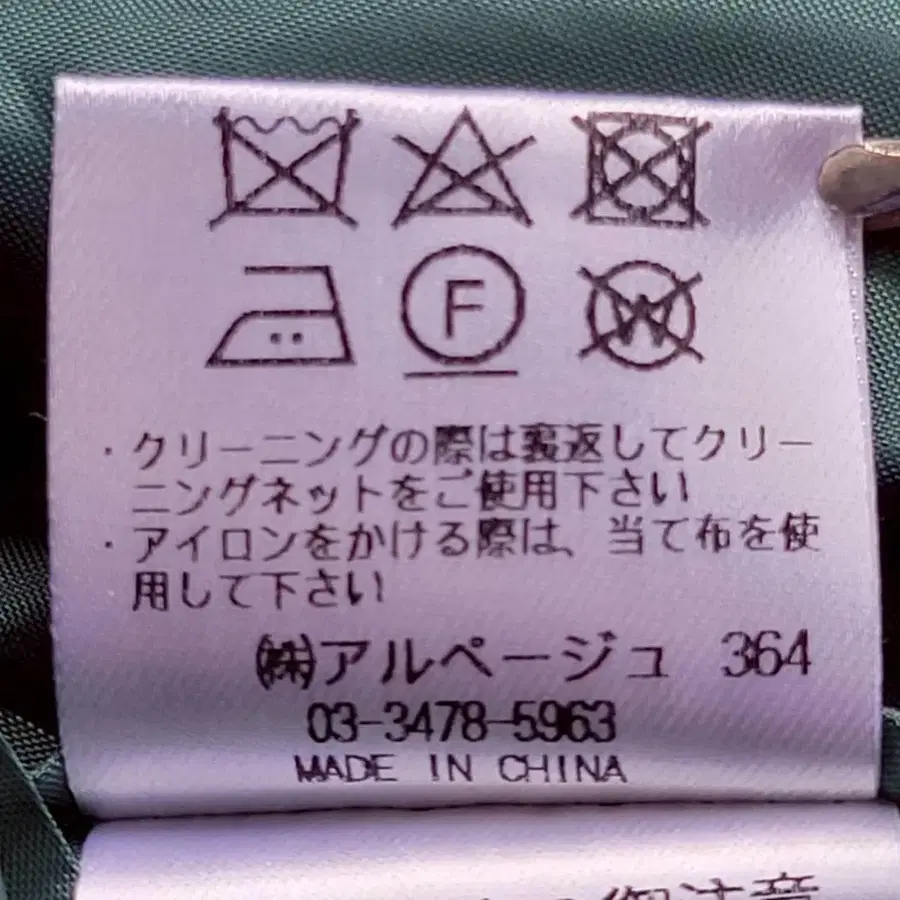 F
W
・クリーニングの際は裏返してクリー
ニングネットをご使用下さい
・アイロンをかける際は、当て布を使
用して下さい
㈱アルページュ 364
03-3478-5963
MADE IN CHINA